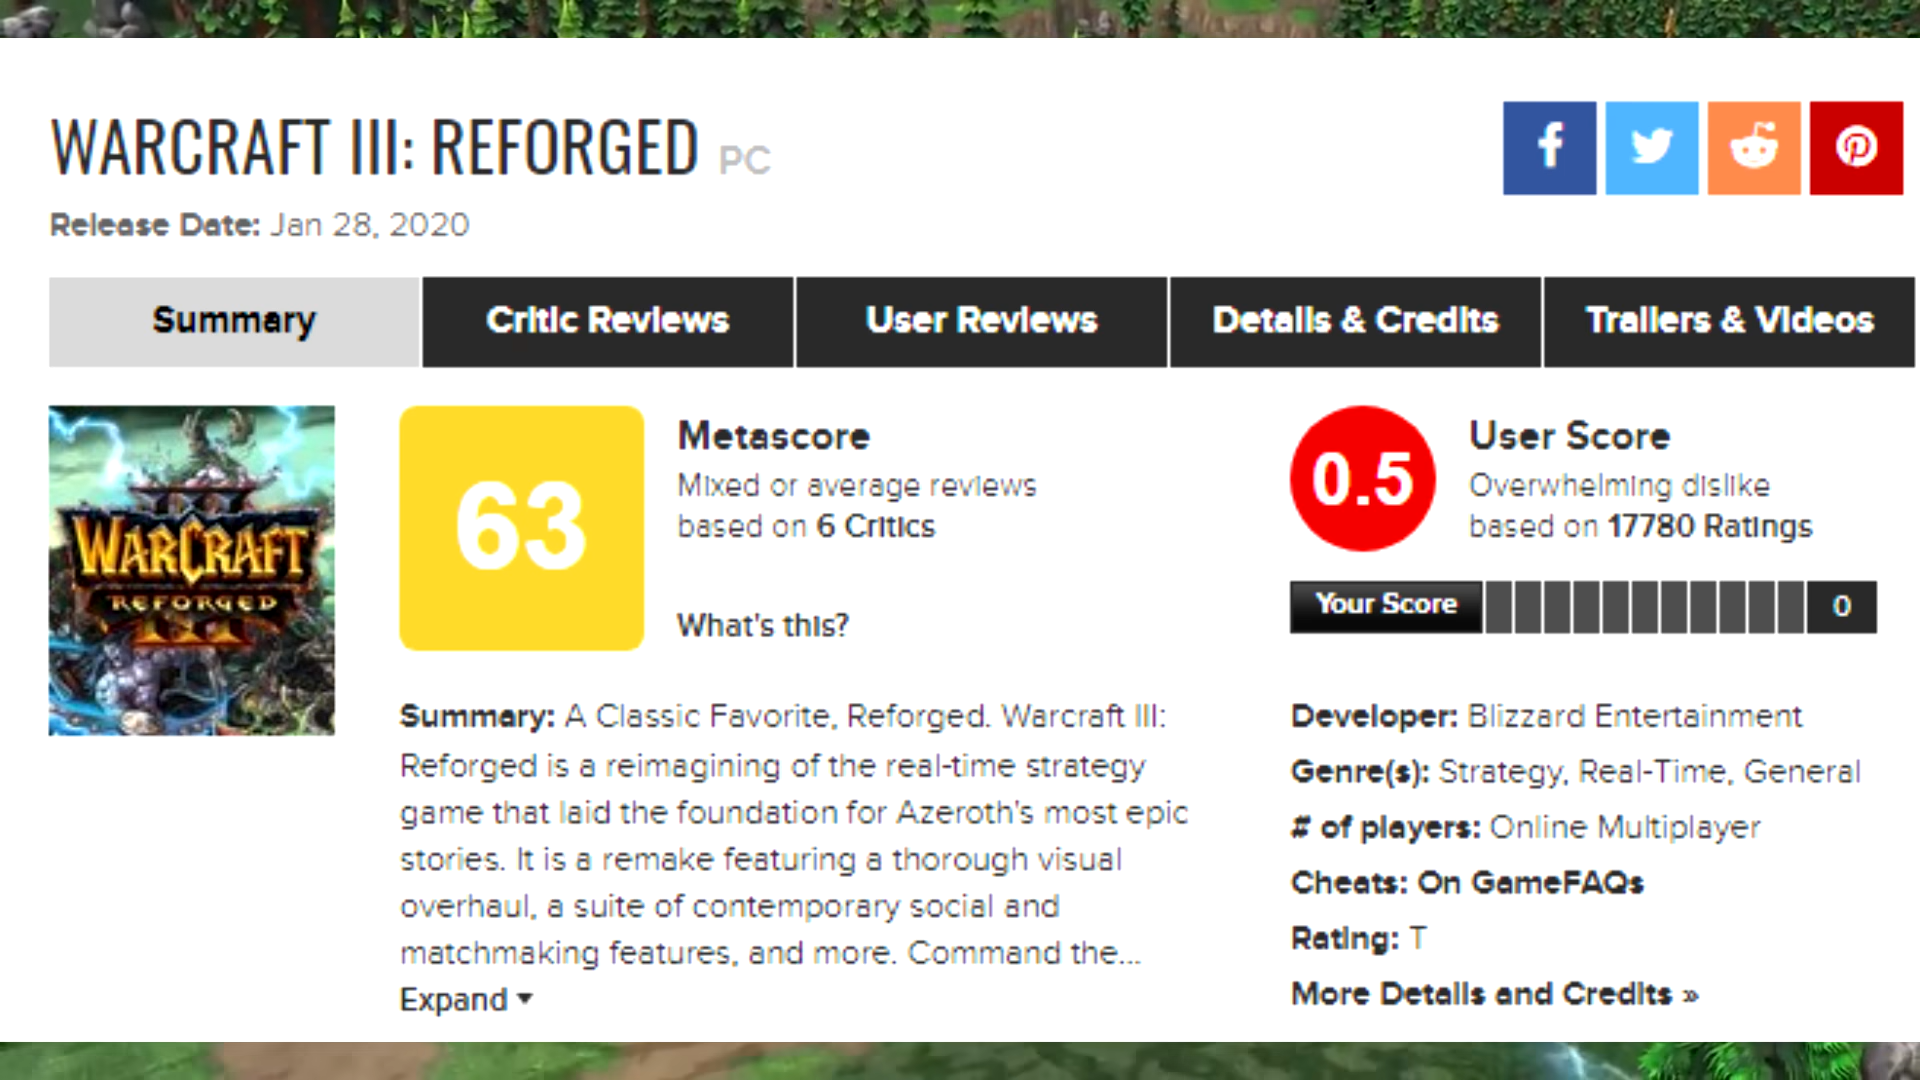 WARCRAFT III: REFORGED PC
Release Date: Jan 28, 2020
Summary
Critic Reviews
User Reviews
Details & Credits
Trailers & Videos
WARCRAFT
REFORGED
III
63
Metascore
Mixed or average reviews
based on 6 Critics
What's this?
0.5
User Score
Overwhelming dislike
based on 17780 Ratings
Your Score
0
Summary: A Classic Favorite, Reforged. Warcraft III:
Reforged is a reimagining of the real-time strategy
game that laid the foundation for Azeroth's most epic
stories. It is a remake featuring a thorough visual
overhaul, a suite of contemporary social and
matchmaking features, and more. Command the...
Expand
Developer: Blizzard Entertainment
Genre(s): Strategy, Real-Time, General
# of players: Online Multiplayer
Cheats: On GameFAQs
Rating: T
More Details and Credits »